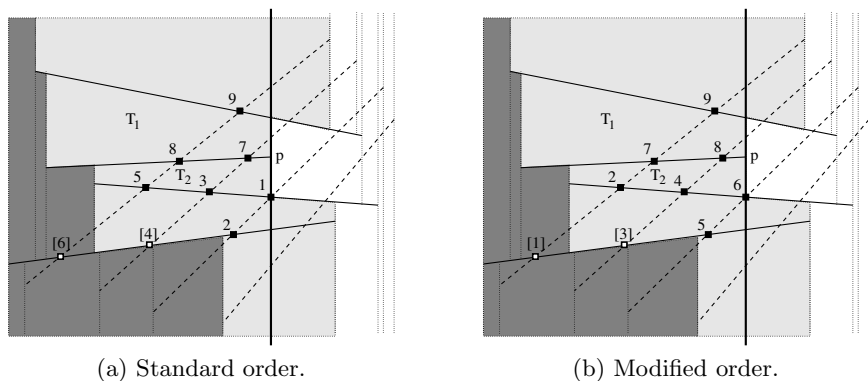 9
T1
8
7
p
T2
5
3
1
2
[6]
[4]
(a) Standard order.
9
T1
7
8
p
T2
2
4
6
5
[1]
[3]
(b) Modified order.